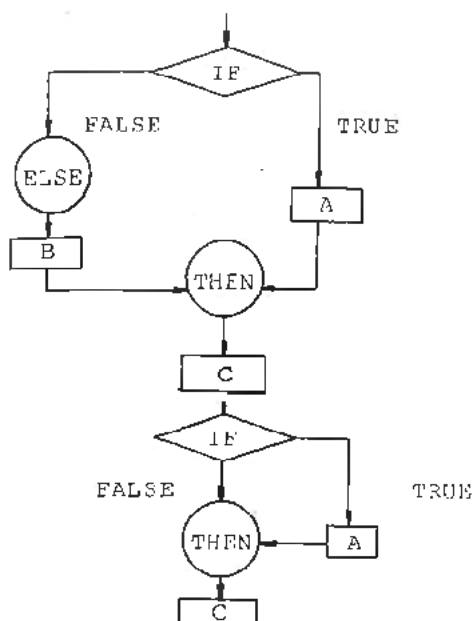 IF
FALSE TRUE
ELSE A
B
THEN
C
IF
FALSE TRUE
THEN A
C